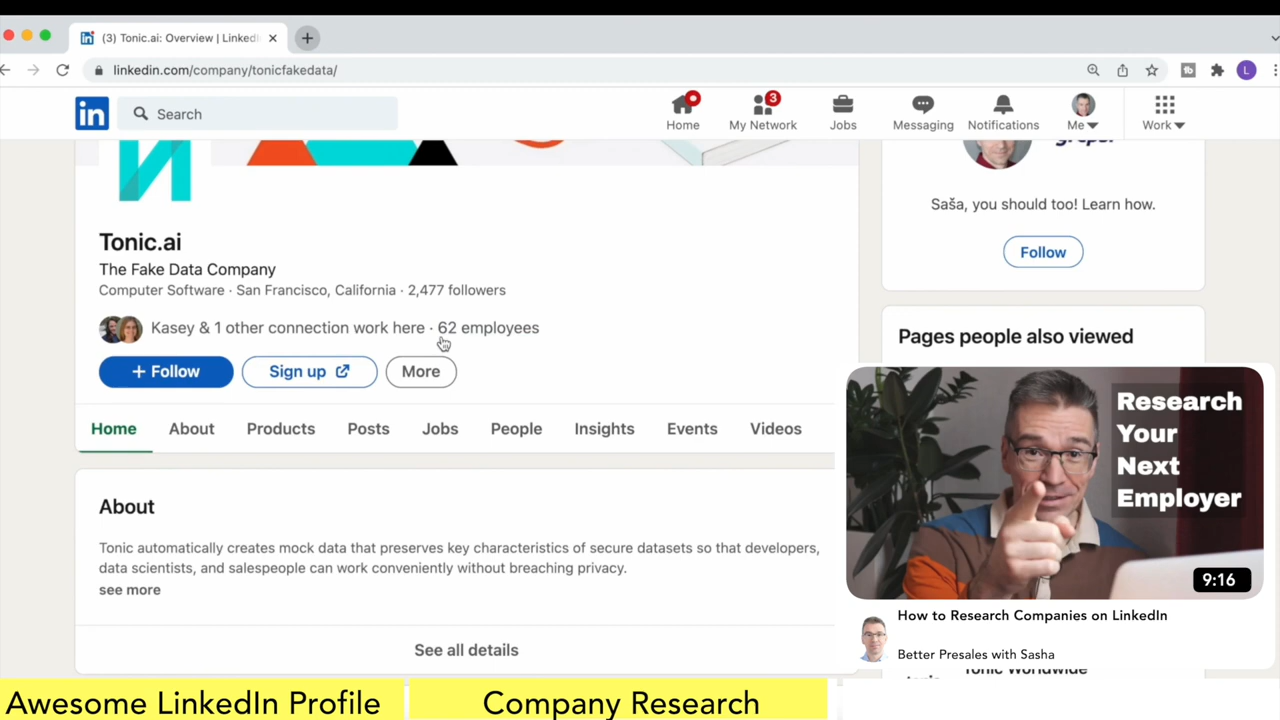 (3) Tonic.ai: Overview | LinkedI
linkedin.com/company/tonicfakedata/
L
in
Search
Home
3
My Network
Jobs
Messaging
Notifications
Me
Work
Saša, you should too! Learn how.
Follow
Tonic.ai
The Fake Data Company
Computer Software · San Francisco, California · 2,477 followers
Kasey & 1 other connection work here · 62 employees
+ Follow
Sign up
More
Home
About
Products
Posts
Jobs
People
Insights
Events
Videos
About
Tonic automatically creates mock data that preserves key characteristics of secure datasets so that developers,
data scientists, and salespeople can work conveniently without breaching privacy.
see more
See all details
Pages people also viewed
Research
Your
Next
Employer
9:16
How to Research Companies on LinkedIn
Better Presales with Sasha
Tonic Worldwide
Awesome LinkedIn Profile
Company Research